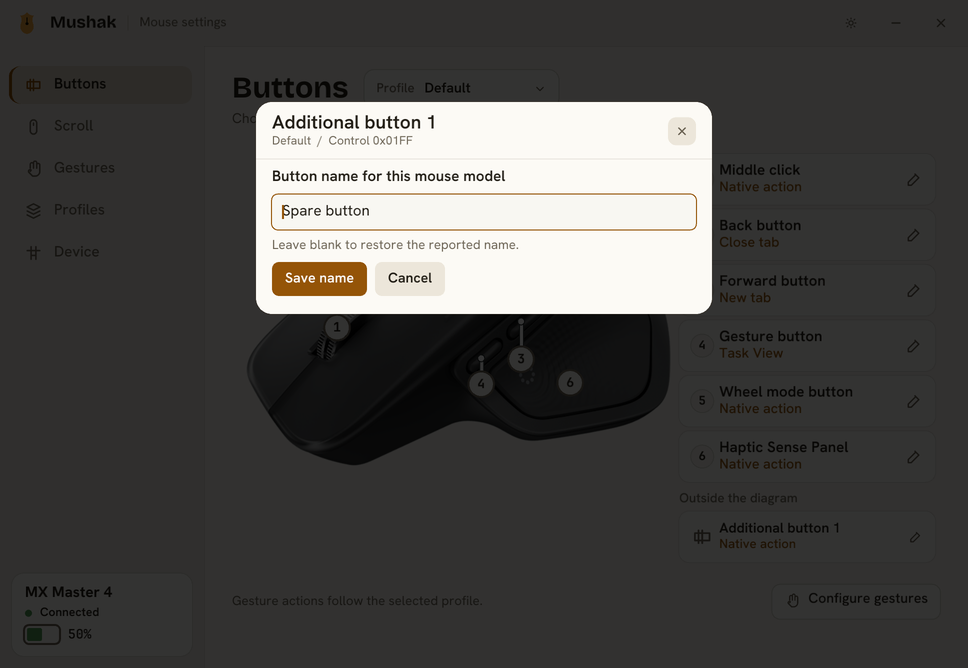 Mushak Mouse settings
Buttons
Scroll
Gestures
Profiles
Device
Buttons Profile Default
Cho
Additional button 1
Default / Control 0x01FF
Button name for this mouse model
Spare button
Leave blank to restore the reported name.
Save name Cancel
Middle click
Native action
Back button
Close tab
Forward button
New tab
4 Gesture button
Task View
5 Wheel mode button
Native action
6 Haptic Sense Panel
Native action
1
3
4
6
Outside the diagram
Additional button 1
Native action
MX Master 4
Connected
50%
Gesture actions follow the selected profile.
Configure gestures